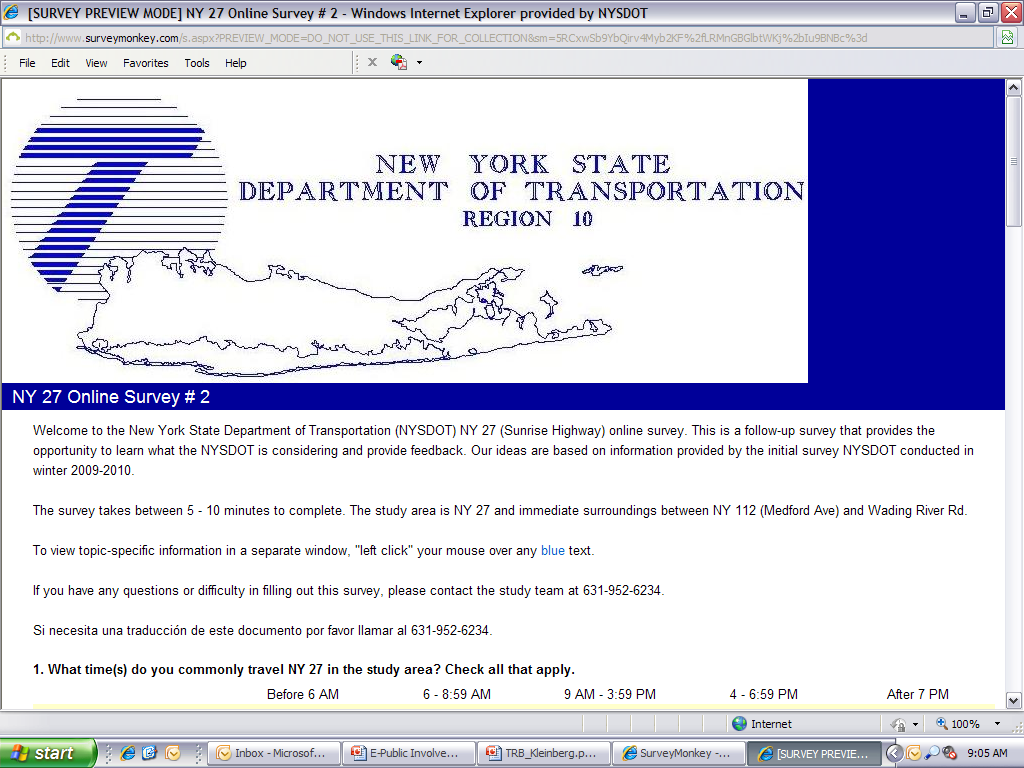 [SURVEY PREVIEW MODE] NY 27 Online Survey # 2 - Windows Internet Explorer provided by NYSDOT
http://www.surveymonkey.com/s.aspx?PREVIEW_MODE=DO_NOT_USE_THIS_LINK_FOR_COLLECTION&sm=
File Edit View Favorites Tools Help
NEW YORK STATE
DEPARTMENT OF TRANSPORTATION
REGION 10
NY 27 Online Survey # 2
Welcome to the New York State Department of Transportation (NYSDOT) NY 27 (Sunrise Highway) online survey. This is a follow-up survey that provides the
opportunity to learn what the NYSDOT is considering and provide feedback. Our ideas are based on information provided by the initial survey NYSDOT conducted in
winter 2009-2010.
The survey takes between 5 - 10 minutes to complete. The study area is NY 27 and immediate surroundings between NY 112 (Medford Ave) and Wading River Rd.
To view topic-specific information in a separate window, "left click" your mouse over any blue text.
If you have any questions or difficulty in filling out this survey, please contact the study team at 631-952-6234.
Si necesita una traducción de este documento por favor llamar al 631-952-6234.
1. What time(s) do you commonly travel NY 27 in the study area? Check all that apply.
Before 6 AM 6 - 8:59 AM 9 AM - 3:59 PM 4 - 6:59 PM After 7 PM
Internet 100%
start Inbox - Microsof... E-Public Involve... TRB_Kleinberg.p... SurveyMonkey -... [SURVEY PREVIE... 9:05 AM